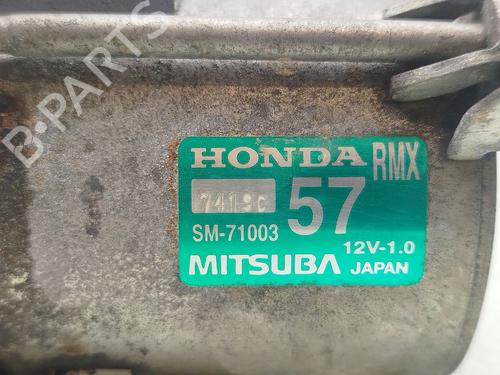 B-PARTS
HONDA RMX
7419C 57
SM-71003
12V-1.0
MITSUBA JAPAN